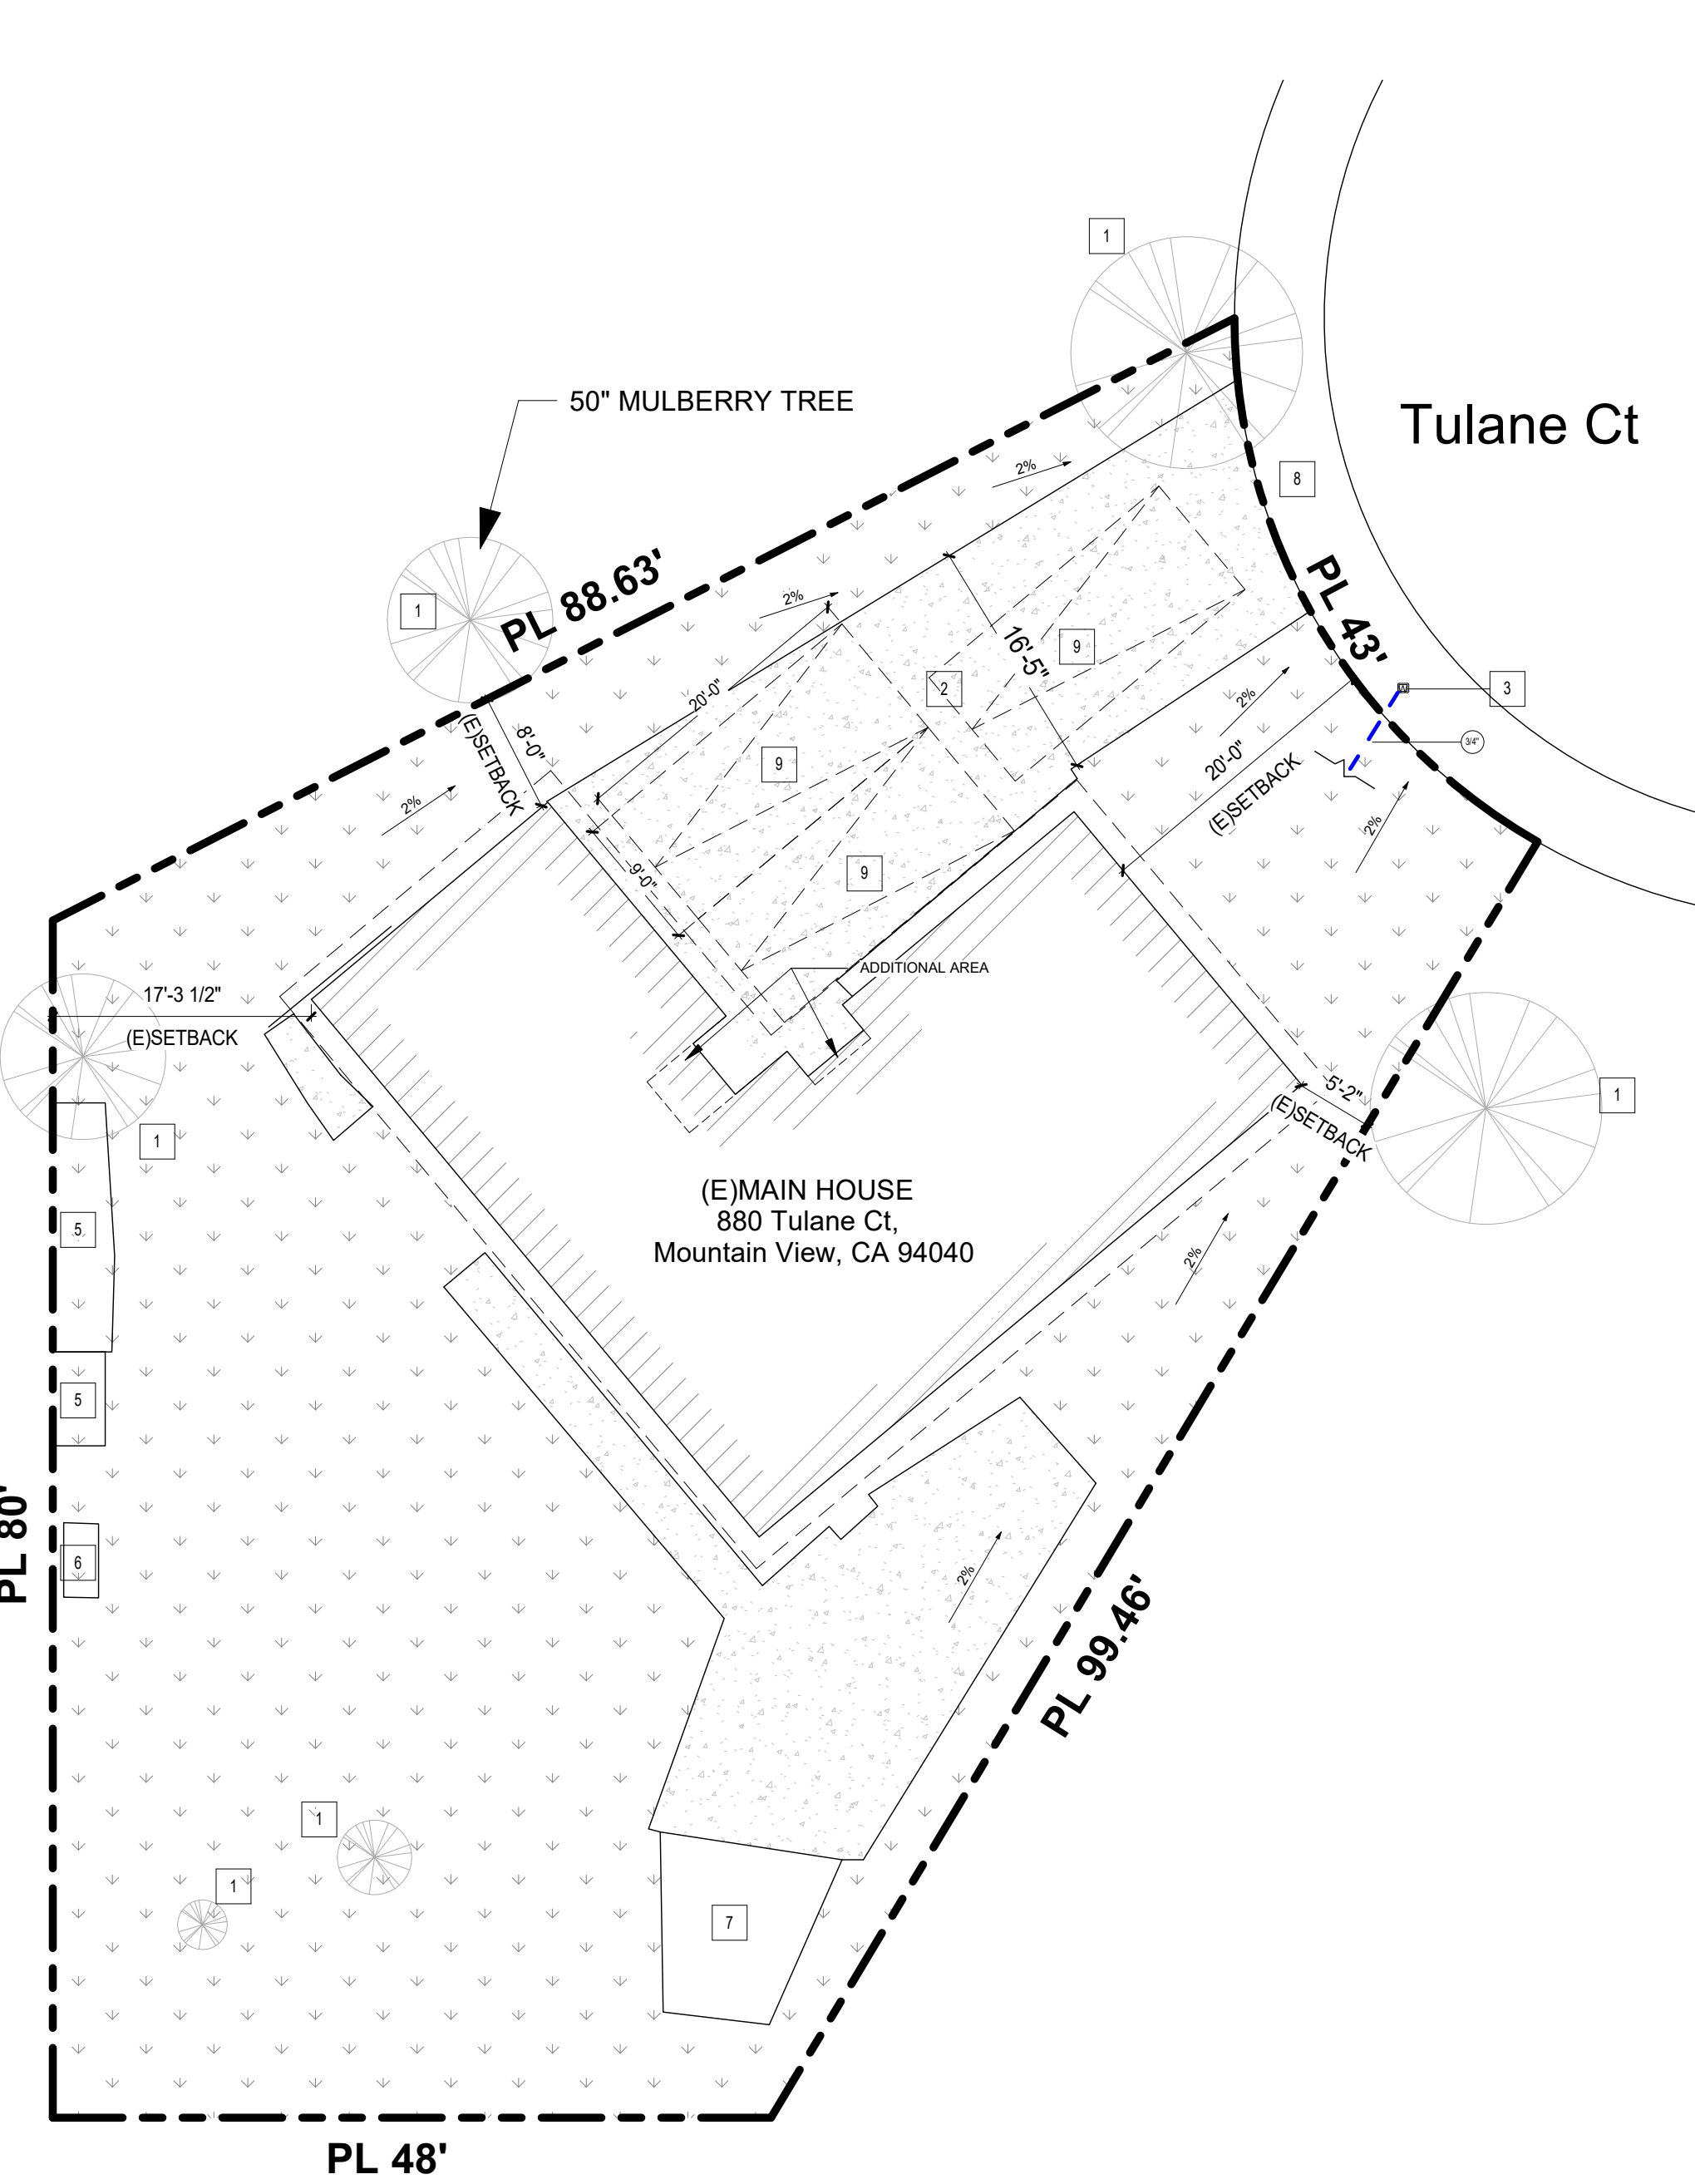 1
50" MULBERRY TREE
Tulane Ct
2%
8
PL 88.63'
1
2%
PL 43'
16'-5"
9
2
3
20'-0"
2%
3/4"
8'-0"
(E)SETBACK
9
20'-0"
(E)SETBACK
2%
2%
9'-0"
9
ADDITIONAL AREA
17'-3 1/2"
(E)SETBACK
5'-2"
(E)SETBACK
1
1
(E)MAIN HOUSE
880 Tulane Ct,
Mountain View, CA 94040
5
2%
5
PL 80'
6
2%
PL 99.46'
1
1
7
PL 48'